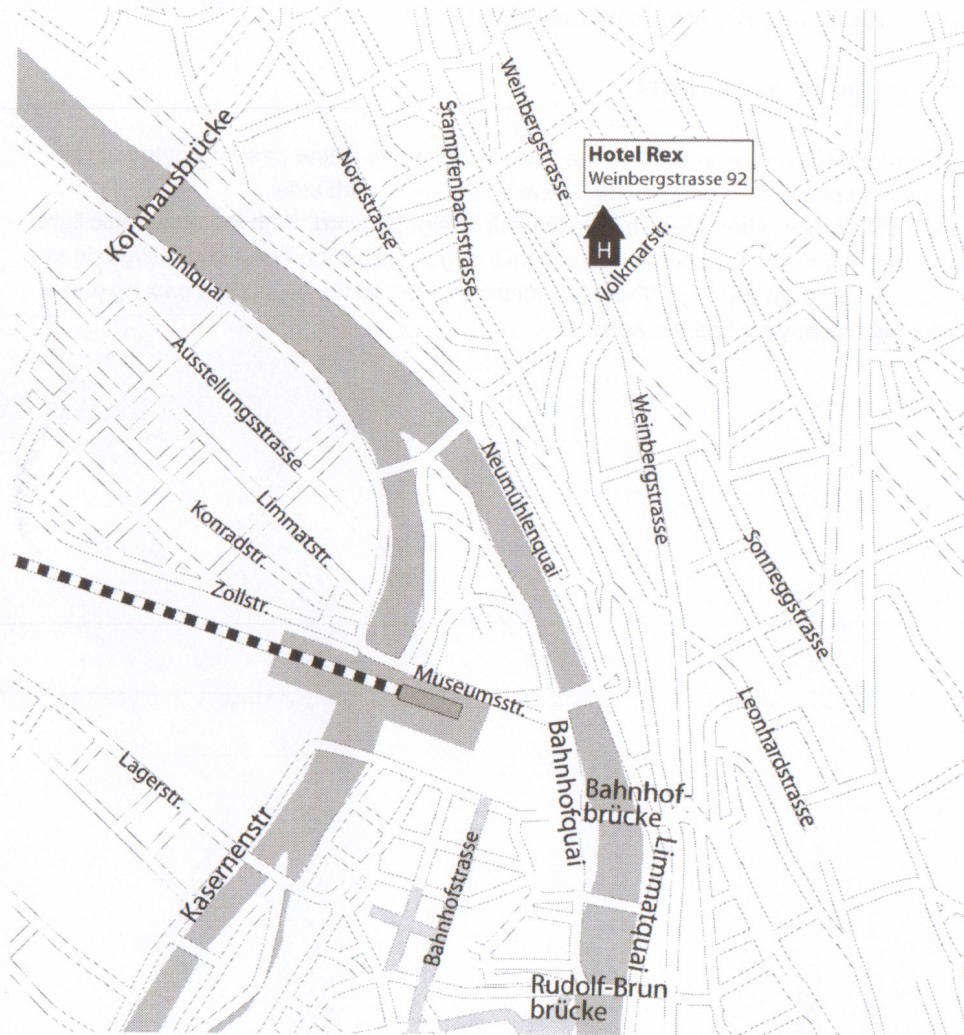 Weinbergstrasse
Kornhausbrücke
Stampfenbachstrasse
Nordstrasse
Hotel Rex
Weinbergstrasse 92
H
Volkmarstr.
Sihlquai
Ausstellungsstrasse
Weinbergstrasse
Neumühlenquai
Limmatstr.
Konradstr.
Zollstr.
Sonneggstrasse
Museumsstr.
Leonhardstrasse
Bahnhofquai
Bahnhof-
brücke
Lagerstr.
Limmatquai
Kasernenstr
Bahnhofstrasse
Rudolf-Brun
brücke